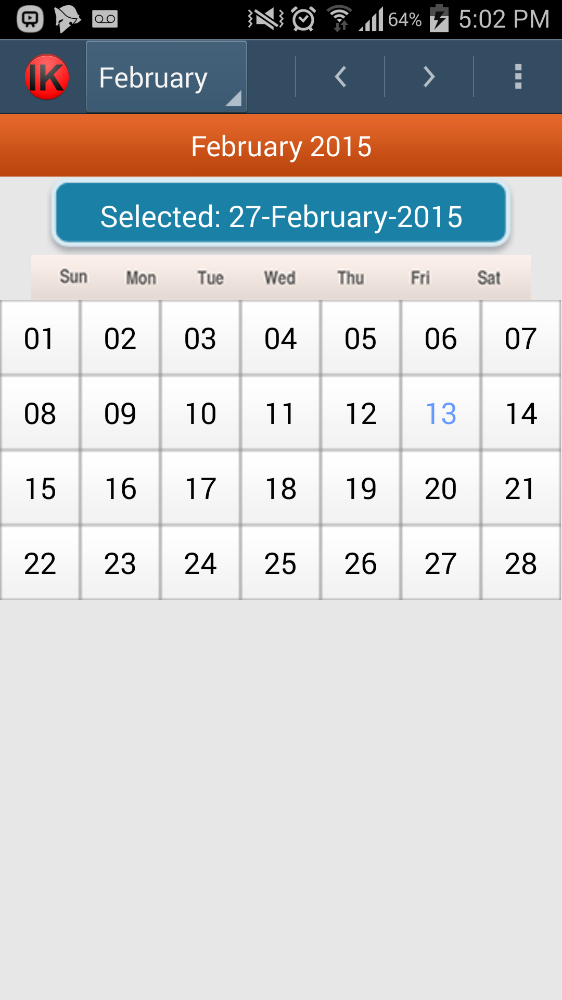 64% 5:02 PM
IK February
February 2015
Selected: 27-February-2015
Sun Mon Tue Wed Thu Fri Sat
01 02 03 04 05 06 07
08 09 10 11 12 13 14
15 16 17 18 19 20 21
22 23 24 25 26 27 28